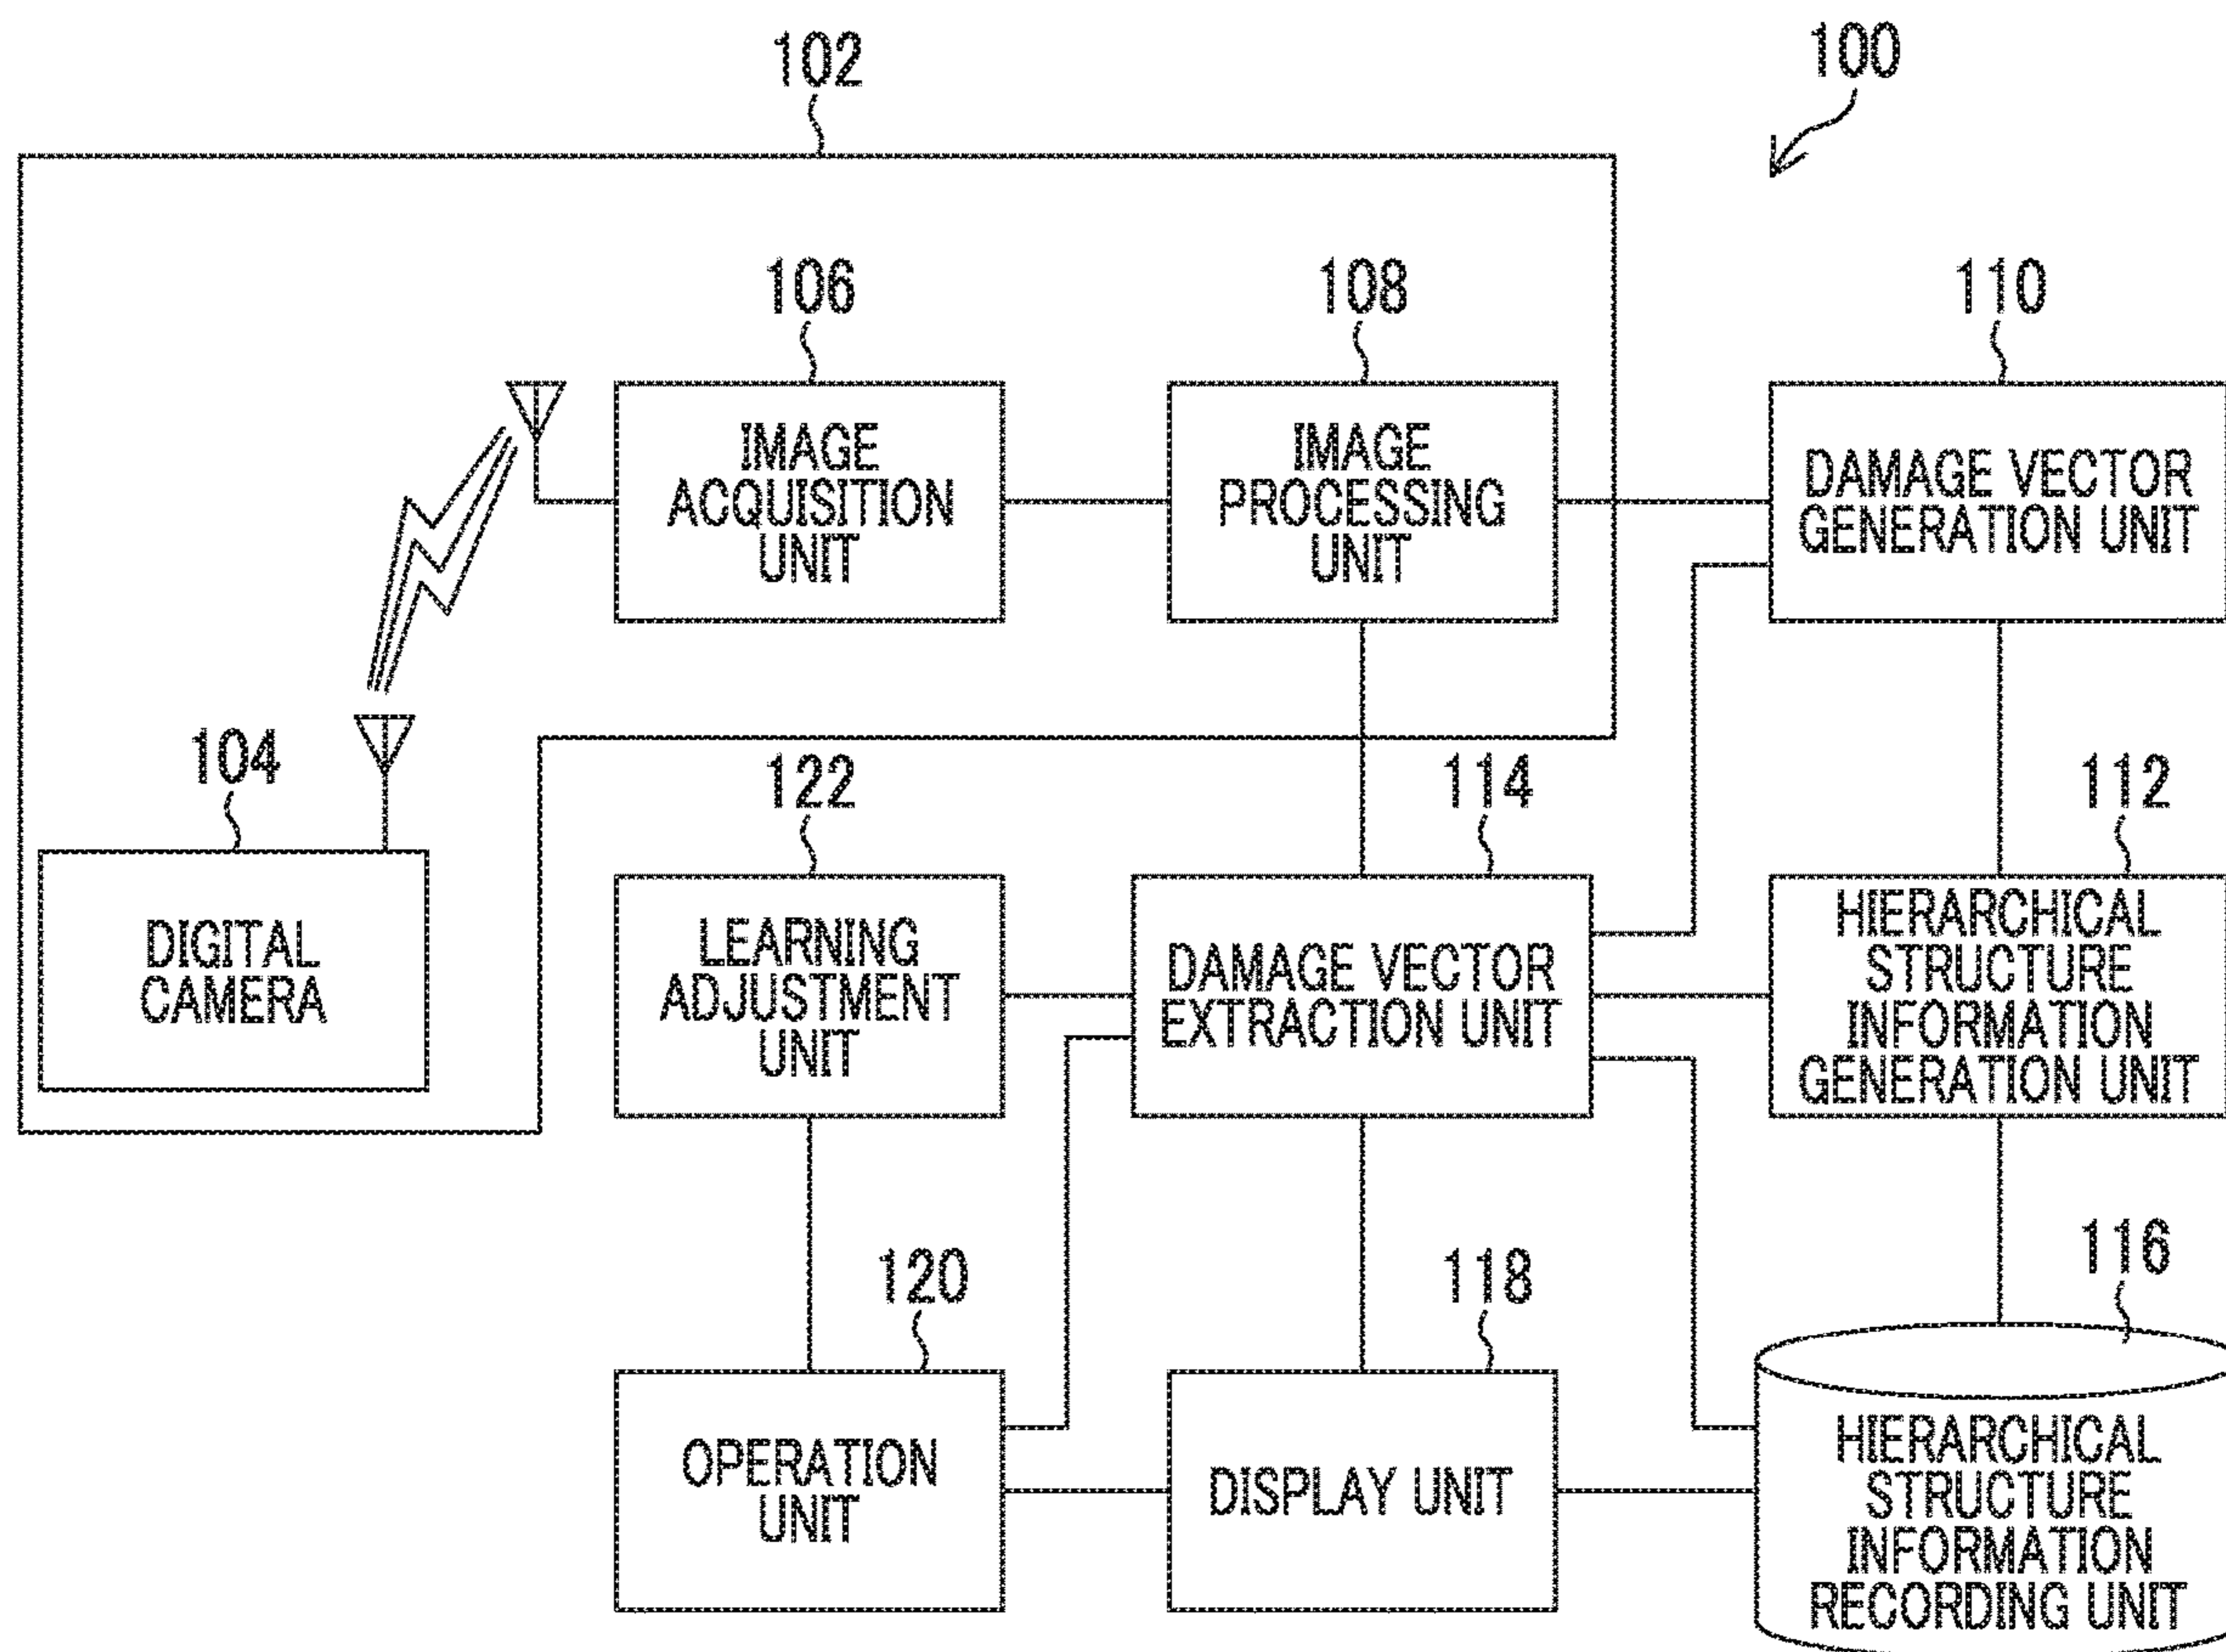 102
100
106
108
110
IMAGE
ACQUISITION
UNIT
IMAGE
PROCESSING
UNIT
DAMAGE VECTOR
GENERATION UNIT
104
122
114
112
DIGITAL
CAMERA
LEARNING
ADJUSTMENT
UNIT
DAMAGE VECTOR
EXTRACTION UNIT
HIERARCHICAL
STRUCTURE
INFORMATION
GENERATION UNIT
120
118
116
OPERATION
UNIT
DISPLAY UNIT
HIERARCHICAL
STRUCTURE
INFORMATION
RECORDING UNIT